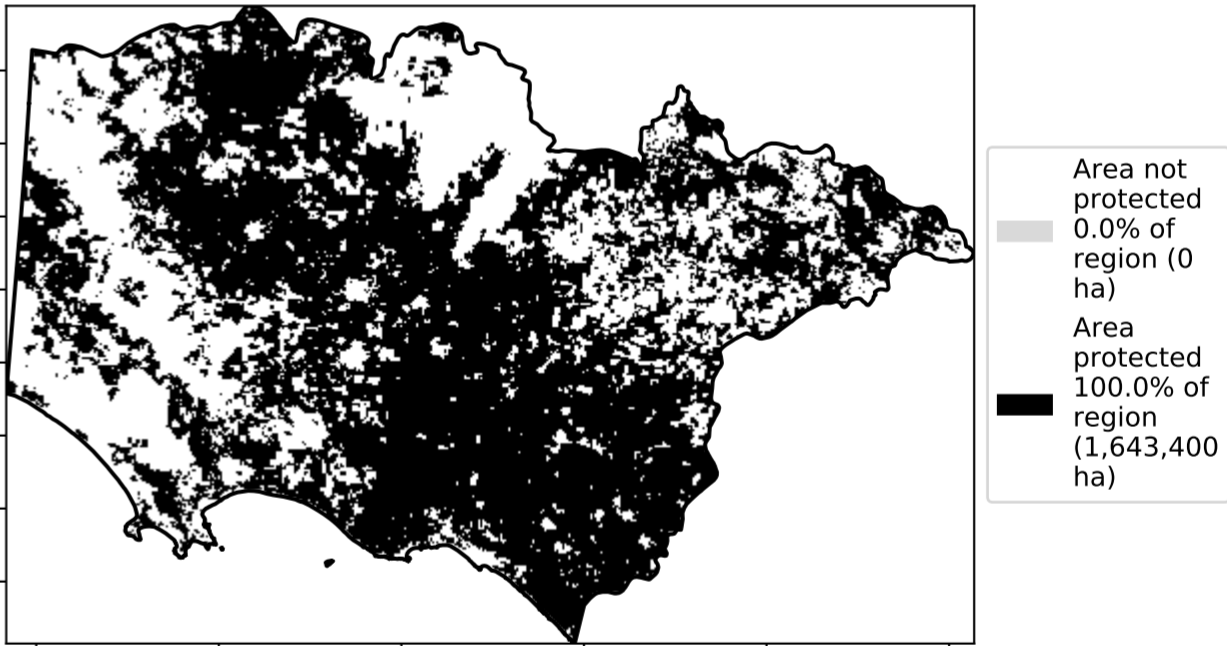 Area not
protected
0.0% of
region (0
ha)
Area
protected
100.0% of
region
(1,643,400
ha)